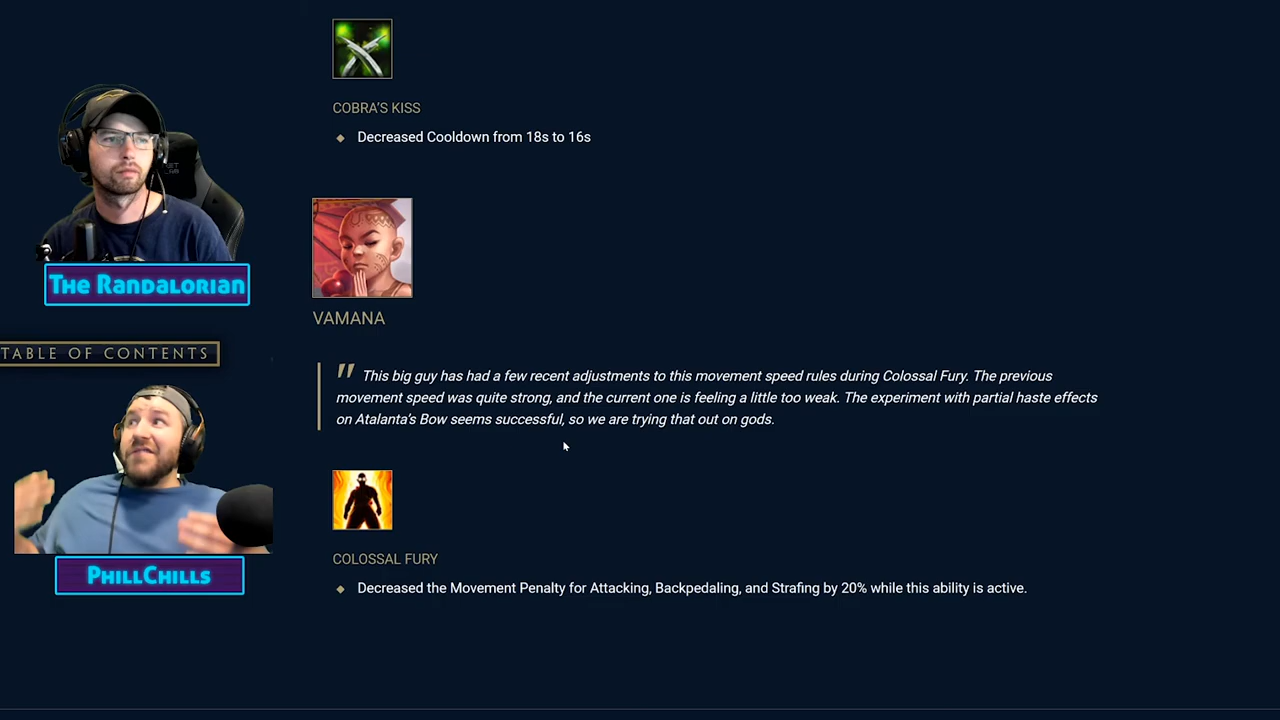 COBRA'S KISS
Decreased Cooldown from 18s to 16s
The Randalorian
VAMANA
TABLE OF CONTENTS
" This big guy has had a few recent adjustments to this movement speed rules during Colossal Fury. The previous
movement speed was quite strong, and the current one is feeling a little too weak. The experiment with partial haste effects
on Atalanta's Bow seems successful, so we are trying that out on gods.
COLOSSAL FURY
PhillChills
Decreased the Movement Penalty for Attacking, Backpedaling, and Strafing by 20% while this ability is active.